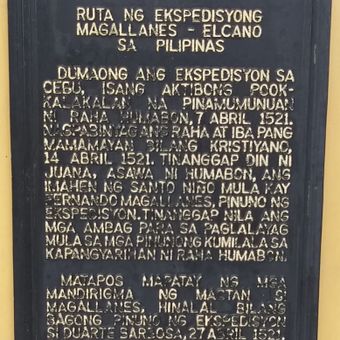 RUTA NG EKSPEDISYONG
MAGALLANES - ELCANO
SA PILIPINAS
DUMAONG ANG EKSPEDISYON SA
CEBU, ISANG AKTIBONG POOK-
KALAKALAN NA PINAMUMUNUAN
NI RAHA HUMABON, 7 ABRIL 1521.
NAGPABINYAG ANG RAHA AT IBA PANG
MAMAMAYAN BILANG KRISTIYANO,
14 ABRIL 1521. TINANGGAP DIN NI
JUANA, ASAWA NI HUMABON, ANG
IMAHEN NG SANTO NIÑO MULA KAY
FERNANDO MAGALLANES, PINUNO NG
EKSPEDISYON. TINANGGAP NILA ANG
MGA AMBAG PARA SA PAGLALAYAG
MULA SA MGA PINUNONG KUMILALA SA
KAPANGYARIHAN NI RAHA HUMABON.
MATAPOS MAPATAY NG MGA
MANDIRIGMA NG MACTAN SI
MAGALLANES, HINALAL BILANG
BAGONG PINUNO NG EKSPEDISYON
SI DUARTE BARBOSA, 27 ABRIL 1521.